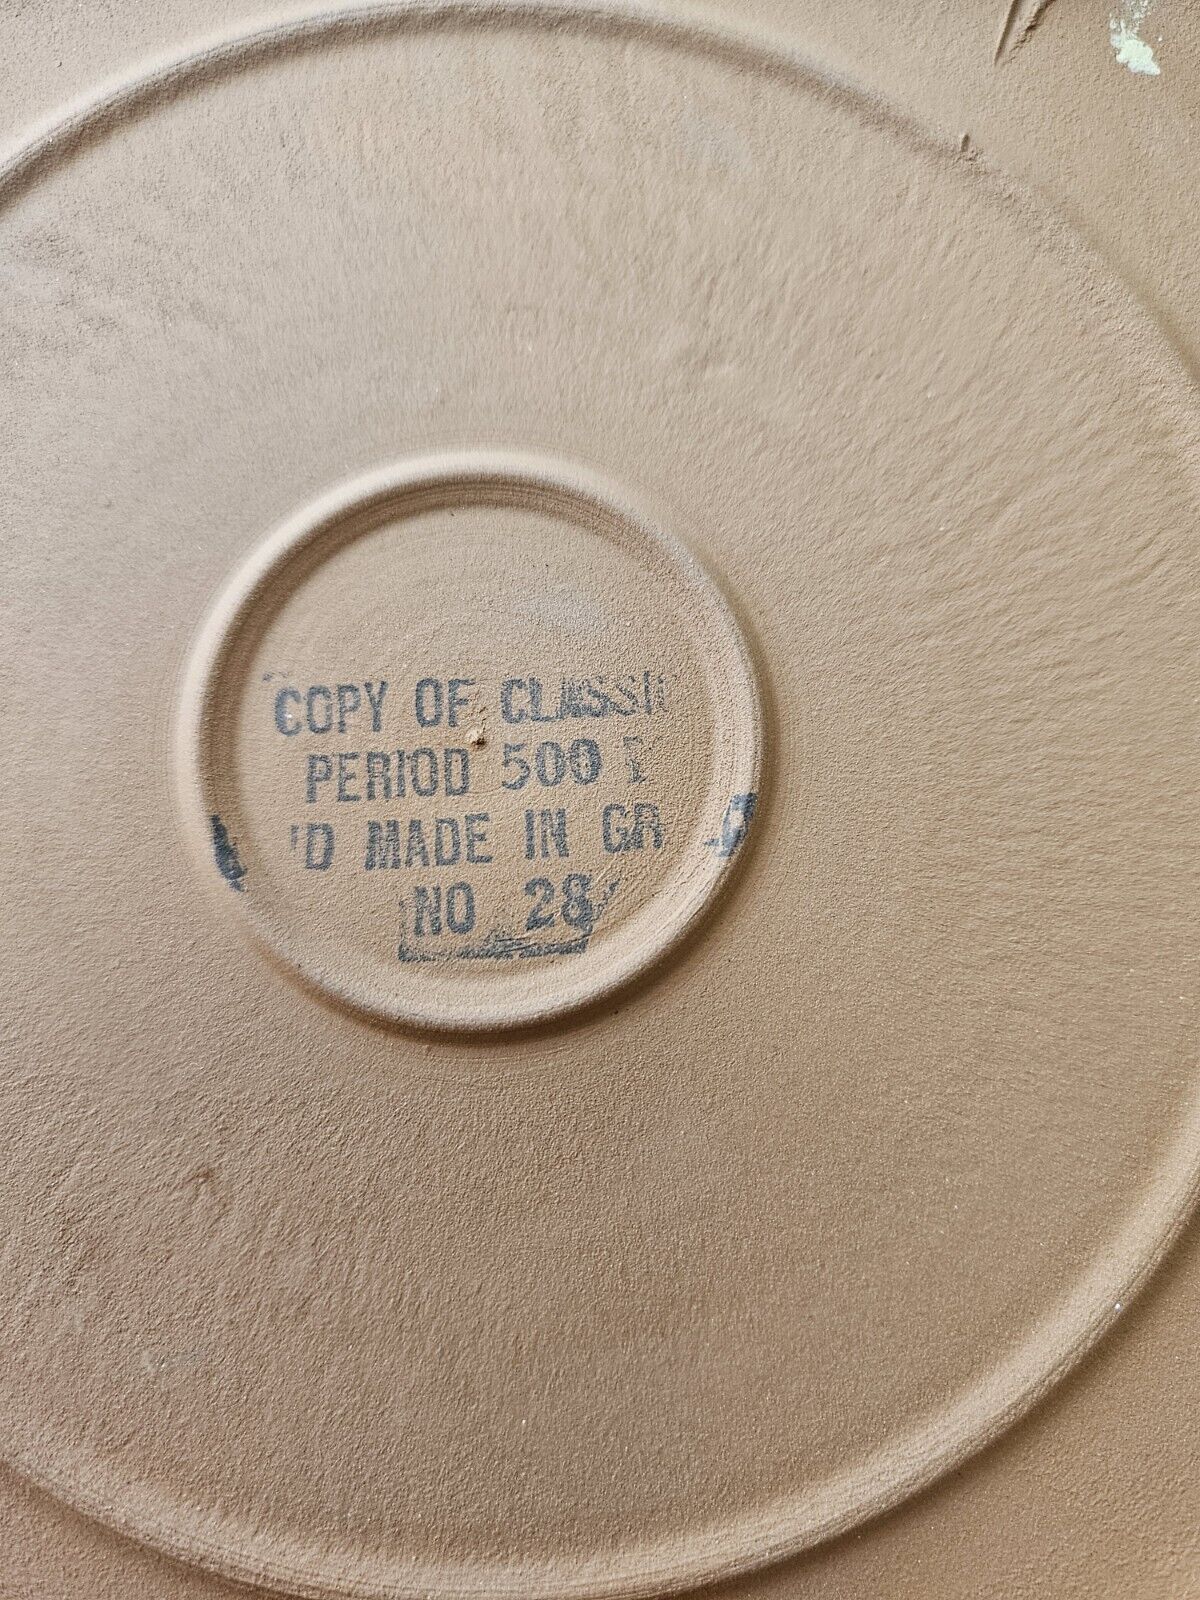 COPY OF CLASSI
PERIOD 500
D MADE IN GR
NO 28